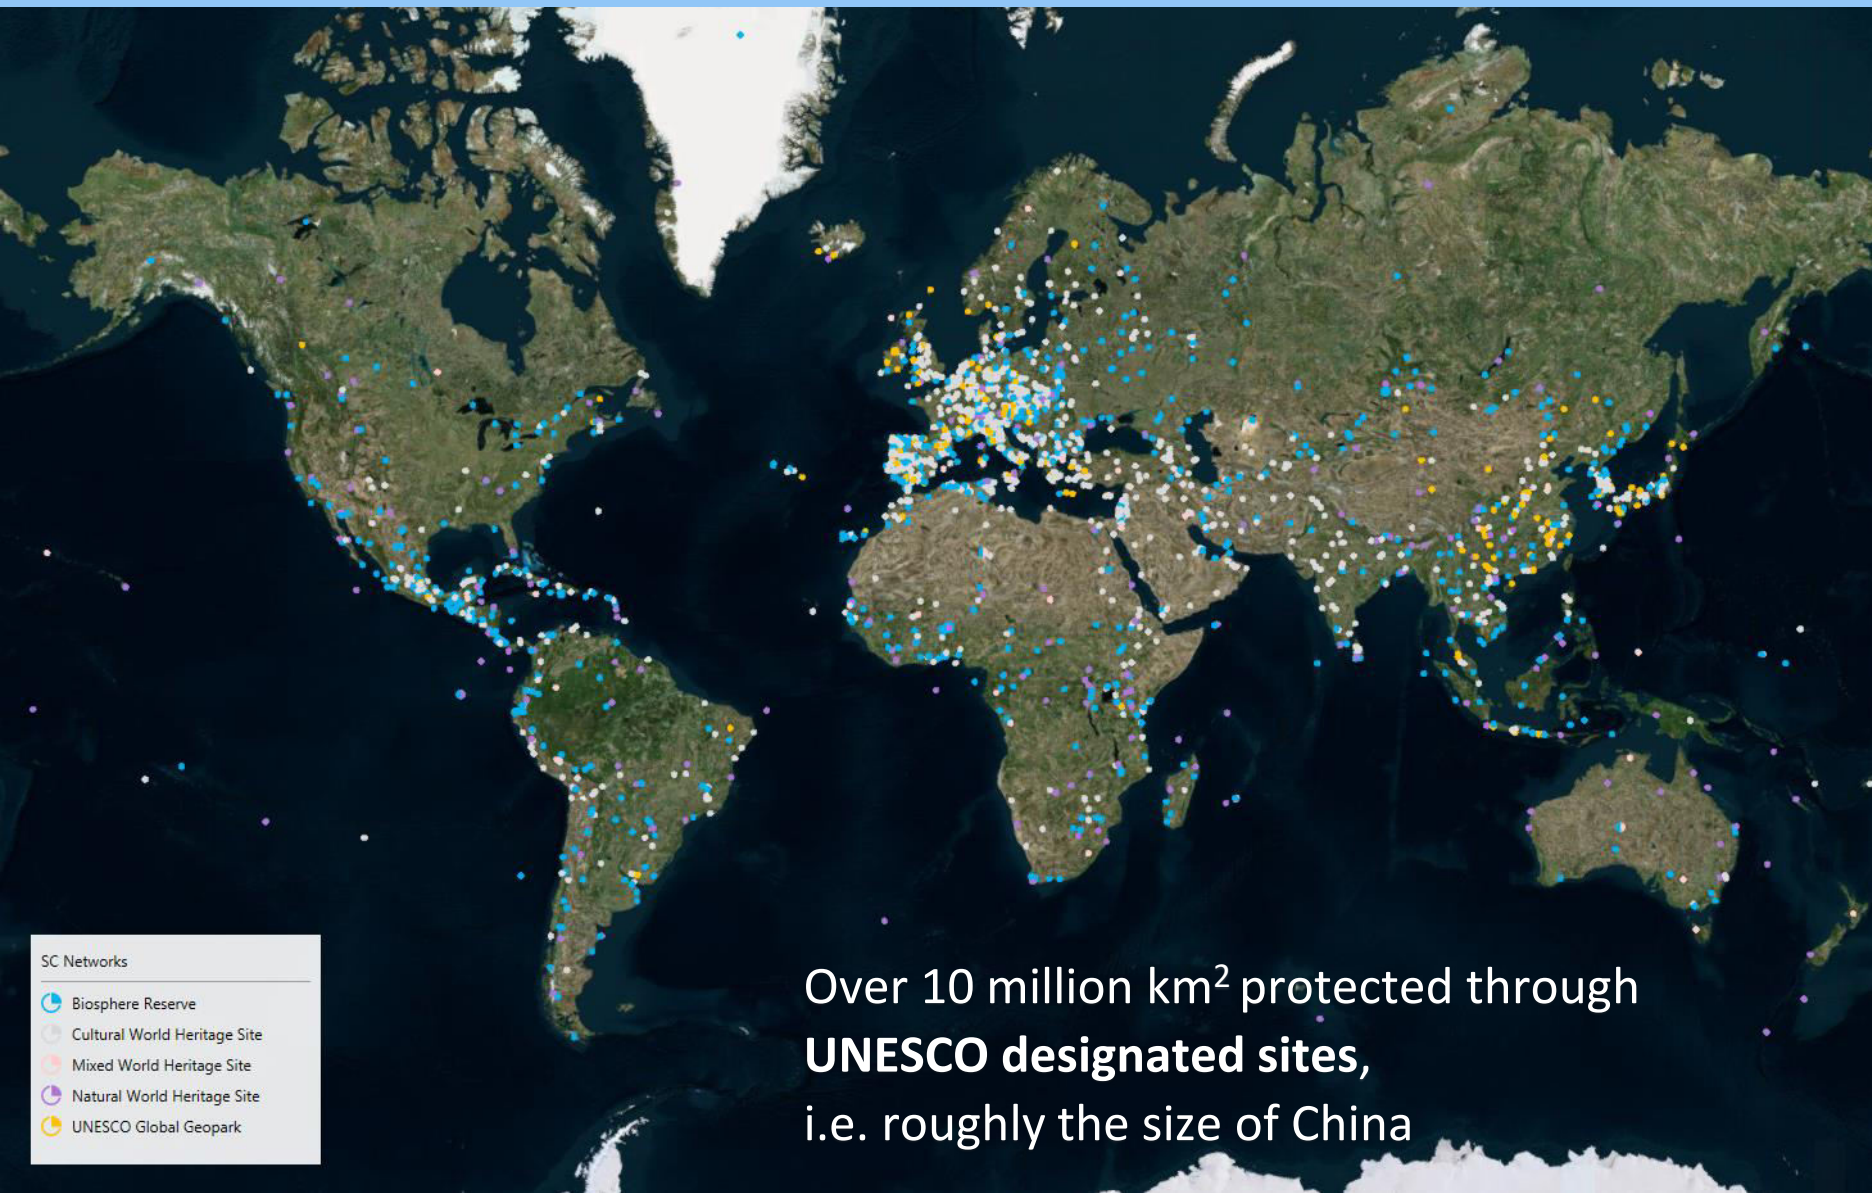 SC Networks
Biosphere Reserve
Cultural World Heritage Site
Mixed World Heritage Site
Natural World Heritage Site
UNESCO Global Geopark
Over 10 million km² protected through
UNESCO designated sites,
i.e. roughly the size of China